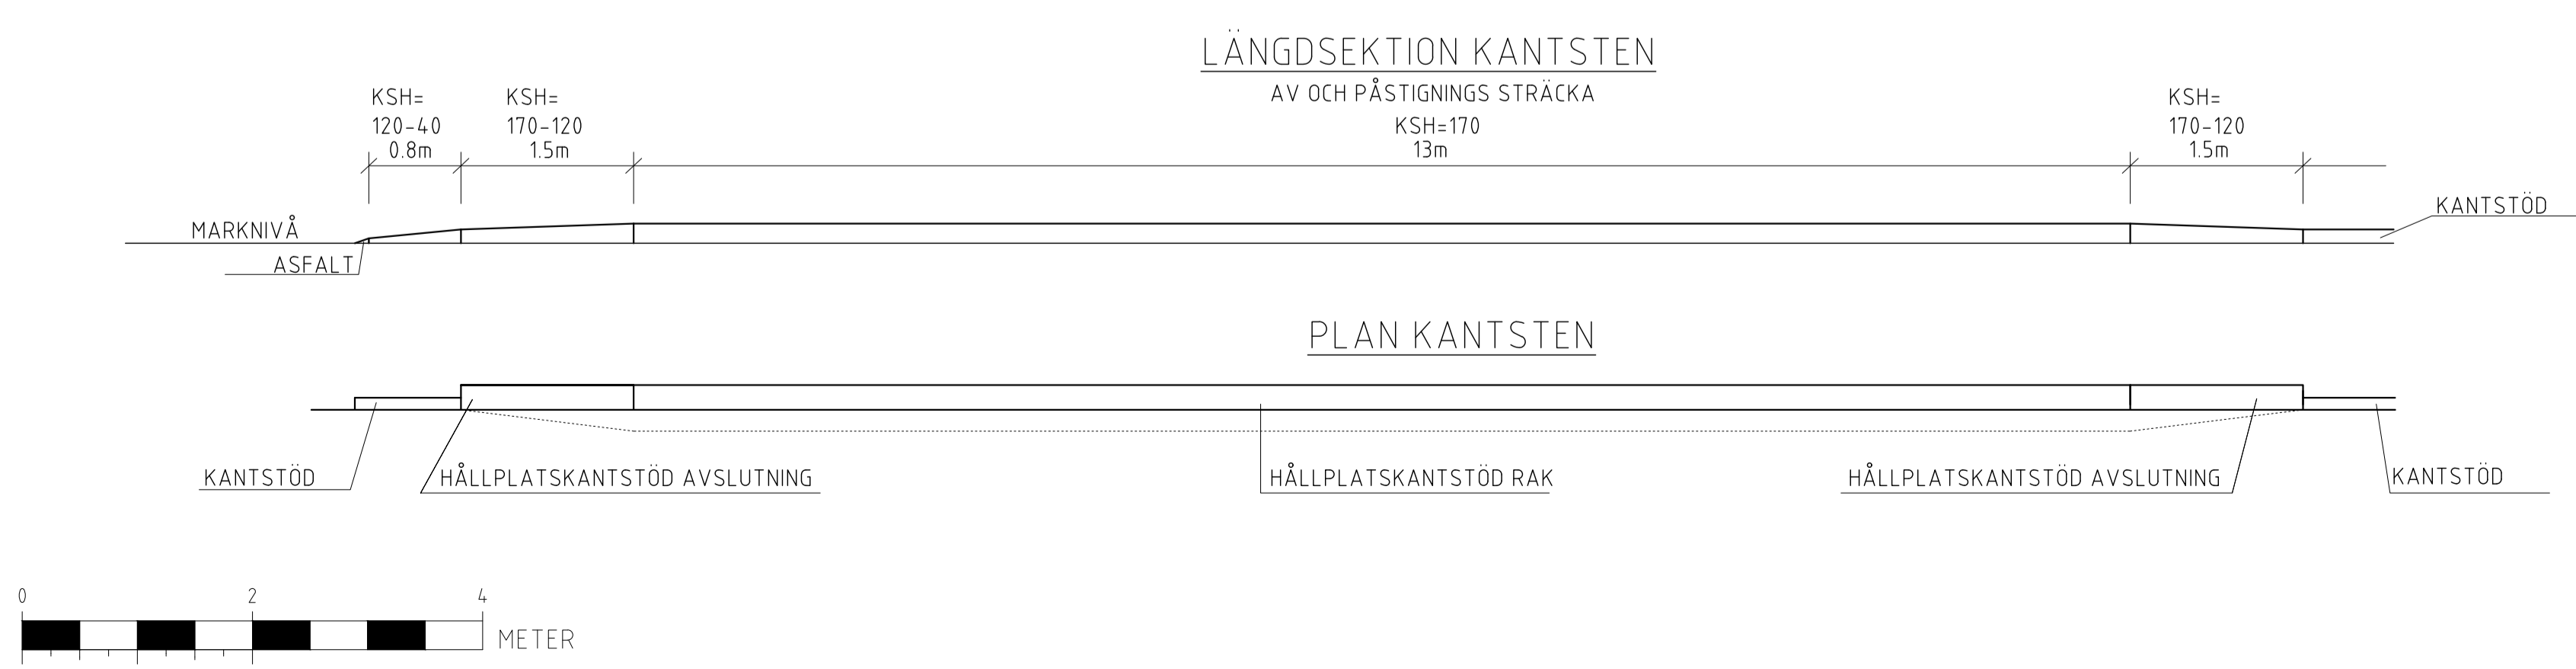 LÄNGDSEKTION KANTSTEN
AV OCH PÅSTIGNINGS STRÄCKA
KSH=
120-40
0.8m
KSH=
170-120
1.5m
KSH=170
13m
KSH=
170-120
1.5m
MARKNIVÅ
ASFALT
KANTSTÖD
PLAN KANTSTEN
KANTSTÖD
HÅLLPLATSKANTSTÖD AVSLUTNING
HÅLLPLATSKANTSTÖD RAK
HÅLLPLATSKANTSTÖD AVSLUTNING
KANTSTÖD
0 2 4
METER